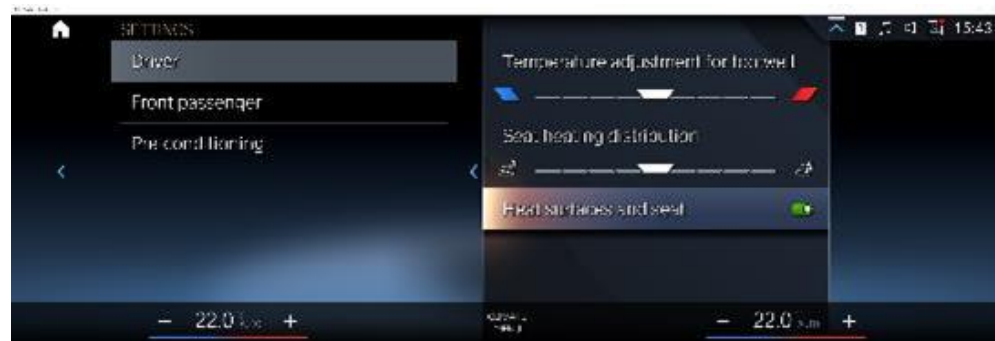 SETTINGS
15:43
Driver
Front passenger
Pre-conditioning
Temperature adjustment for footwell
Seat heating distribution
Heat surfaces and seat
− 22.0 +
− 22.0 +